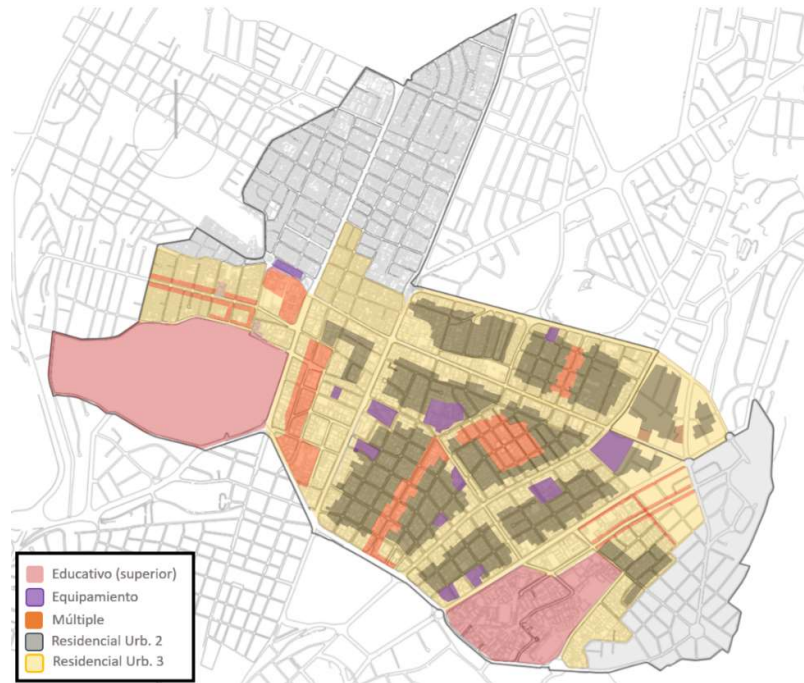 Educativo (superior)
Equipamiento
Múltiple
Residencial Urb. 2
Residencial Urb. 3